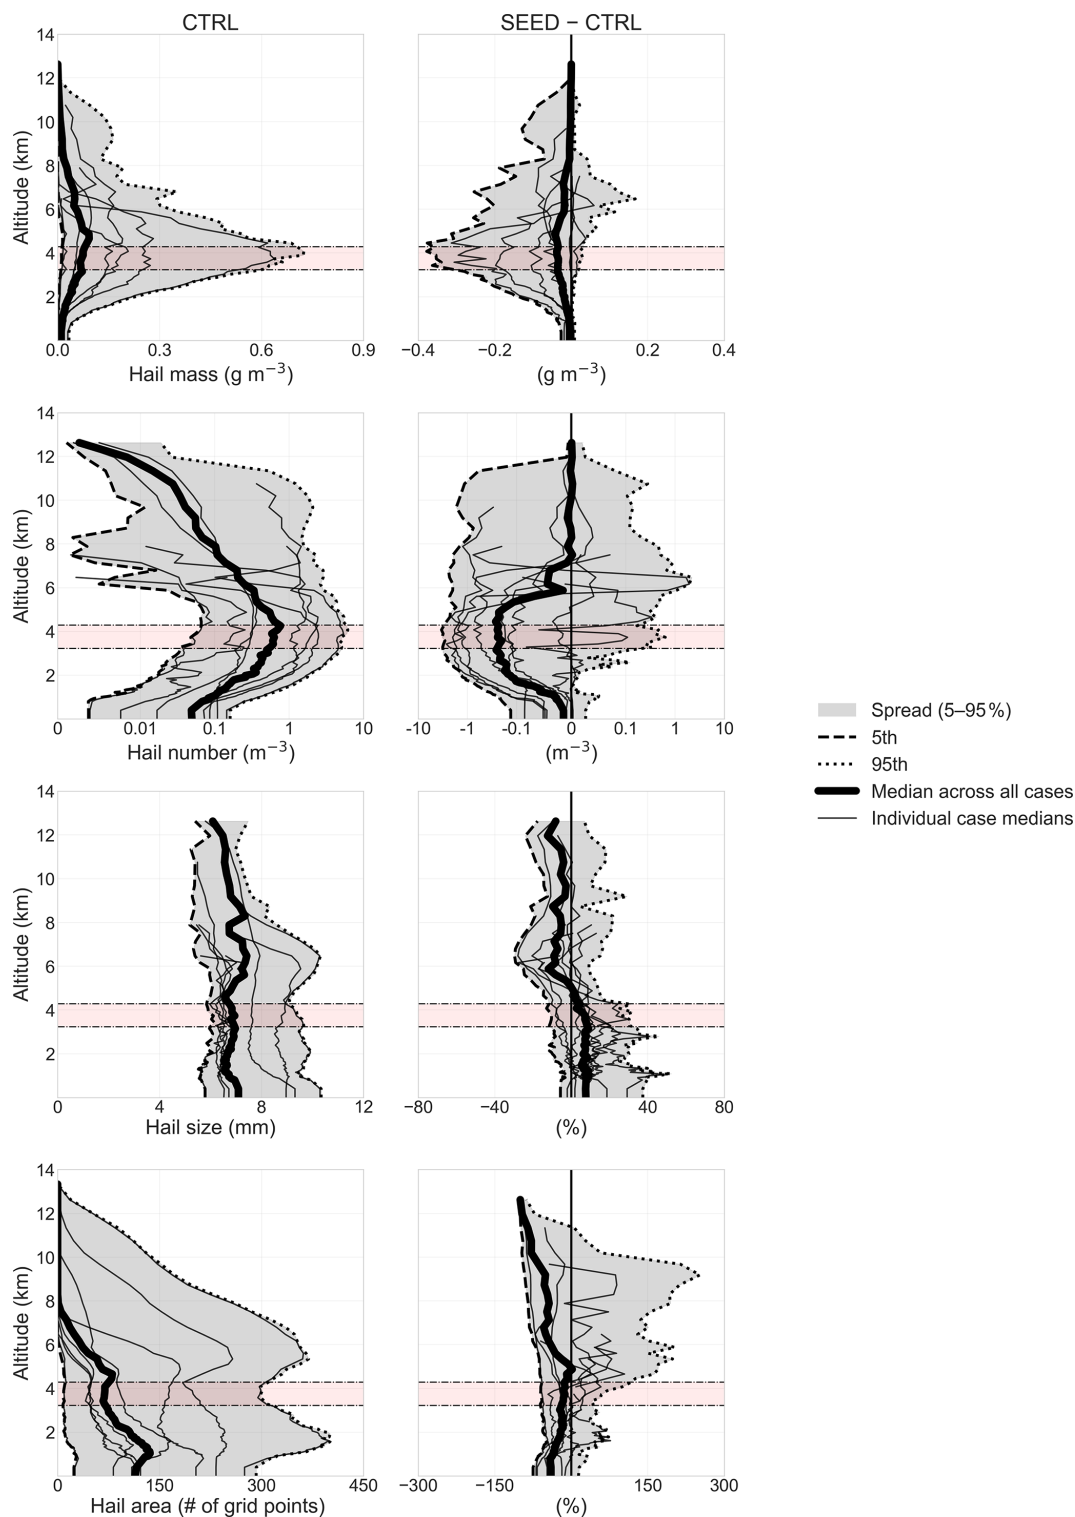 CTRL SEED − CTRL
14
12
10
8
6
4
2
Altitude (km)
0.0 0.3 0.6 0.9 −0.4 −0.2 0.2 0.4
Hail mass (g m⁻³) (g m⁻³)
14
12
10
8
6
4
2
Altitude (km)
0 0.01 0.1 1 10 -10 -1 -0.1 0 0.1 1 10
Hail number (m⁻³) (m⁻³)
Spread (5–95%)
5th
95th
Median across all cases
Individual case medians
14
12
10
8
6
4
2
Altitude (km)
0 4 8 12 −80 −40 0 40 80
Hail size (mm) (%)
14
12
10
8
6
4
2
Altitude (km)
0 150 300 450 −300 −150 0 150 300
Hail area (# of grid points) (%)